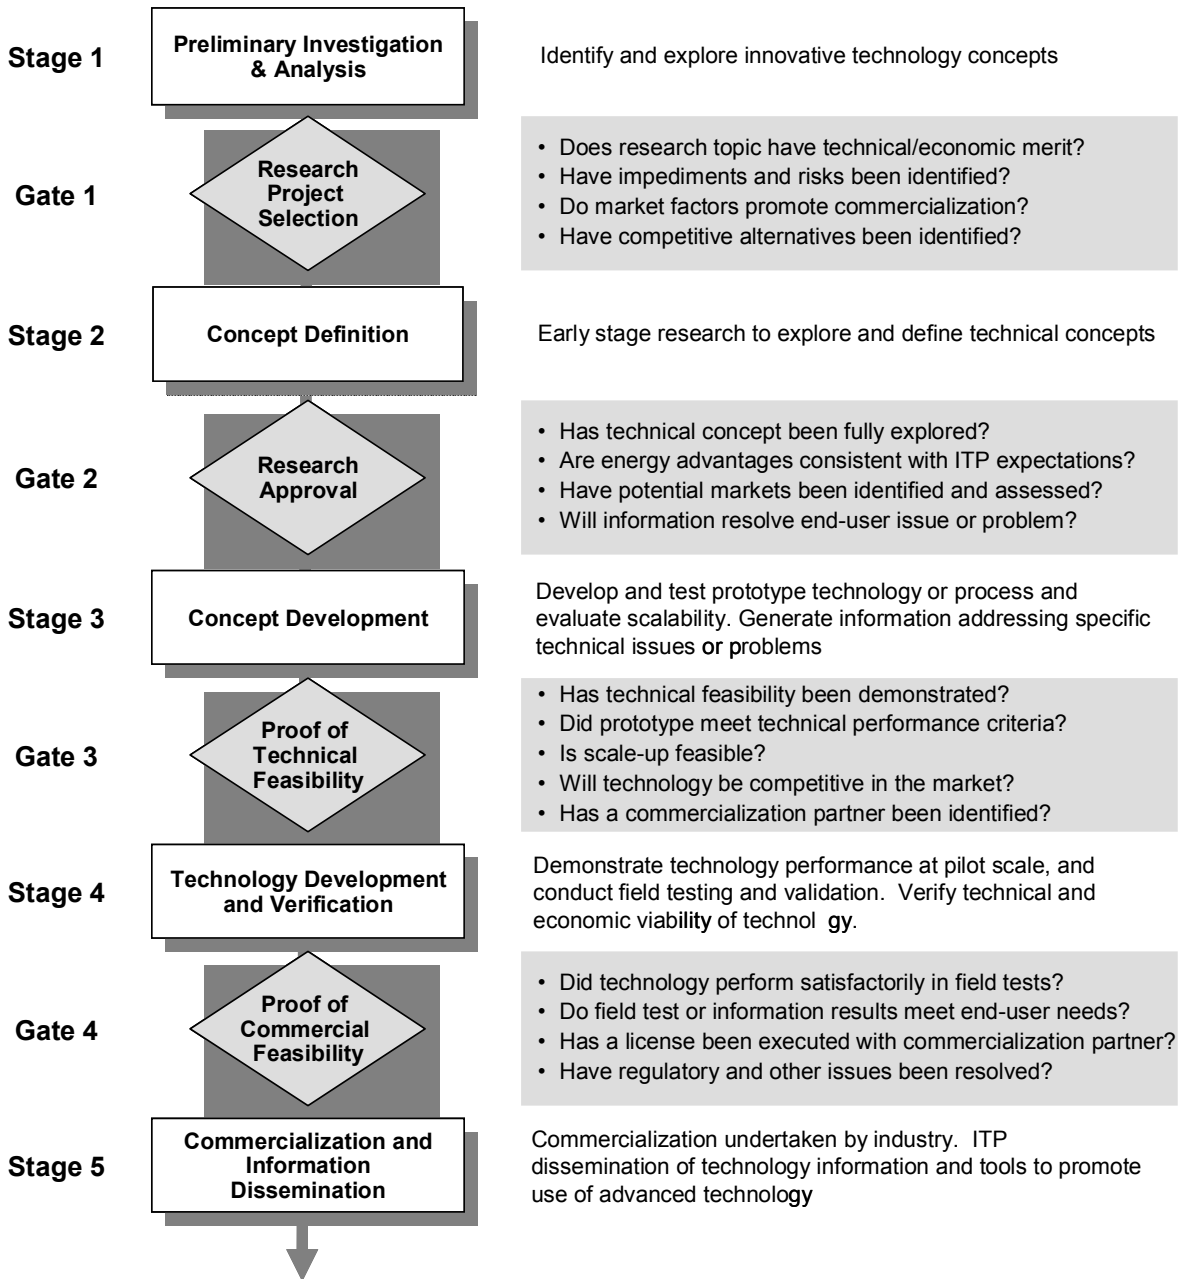 Stage 1
Preliminary Investigation
& Analysis
Identify and explore innovative technology concepts
Gate 1
Research
Project
Selection
• Does research topic have technical/economic merit?
• Have impediments and risks been identified?
• Do market factors promote commercialization?
• Have competitive alternatives been identified?
Stage 2
Concept Definition
Early stage research to explore and define technical concepts
Gate 2
Research
Approval
• Has technical concept been fully explored?
• Are energy advantages consistent with ITP expectations?
• Have potential markets been identified and assessed?
• Will information resolve end-user issue or problem?
Stage 3
Concept Development
Develop and test prototype technology or process and
evaluate scalability. Generate information addressing specific
technical issues or problems
Gate 3
Proof of
Technical
Feasibility
• Has technical feasibility been demonstrated?
• Did prototype meet technical performance criteria?
• Is scale-up feasible?
• Will technology be competitive in the market?
• Has a commercialization partner been identified?
Stage 4
Technology Development
and Verification
Demonstrate technology performance at pilot scale, and
conduct field testing and validation. Verify technical and
economic viability of technol gy.
Gate 4
Proof of
Commercial
Feasibility
• Did technology perform satisfactorily in field tests?
• Do field test or information results meet end-user needs?
• Has a license been executed with commercialization partner?
• Have regulatory and other issues been resolved?
Stage 5
Commercialization and
Information
Dissemination
Commercialization undertaken by industry. ITP
dissemination of technology information and tools to promote
use of advanced technology